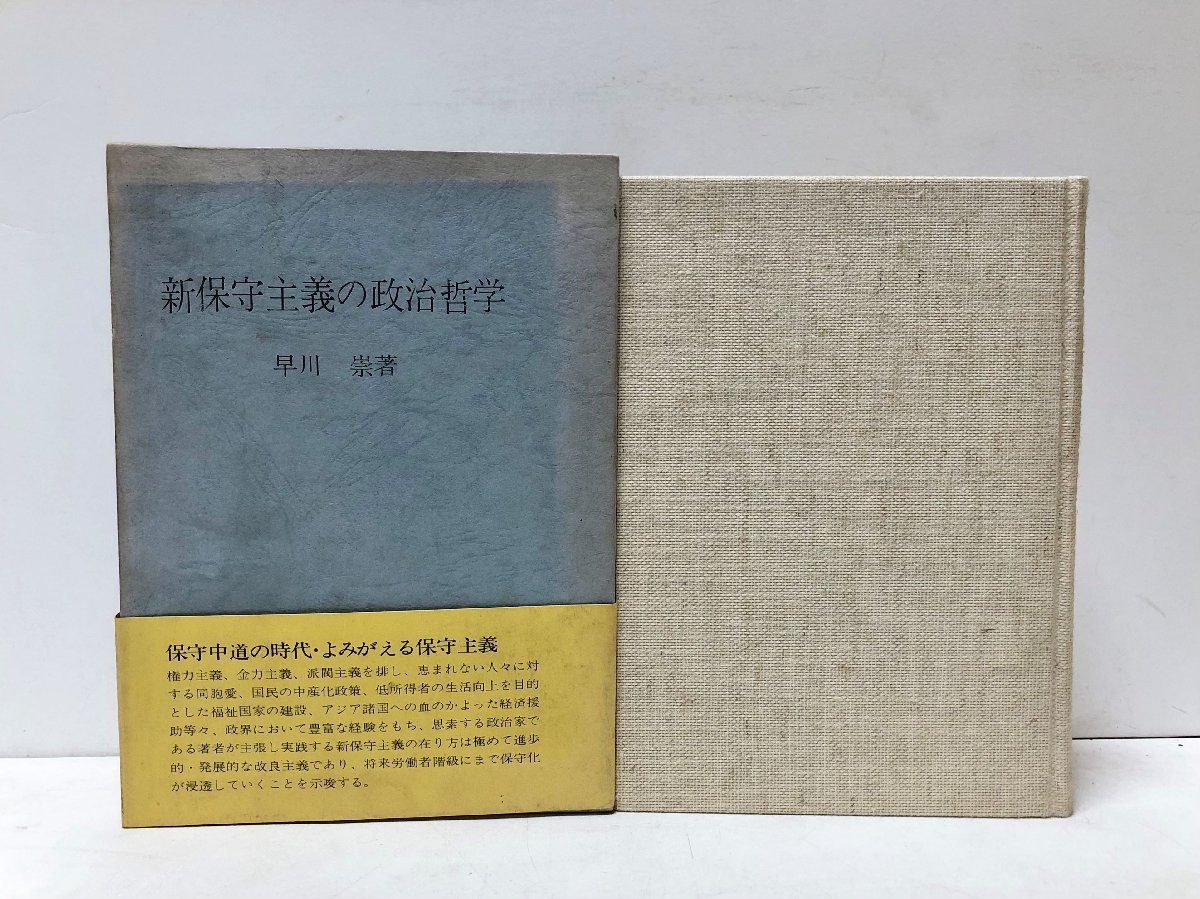 新保守主義の政治哲学
早川 崇著
保守中道の時代・よみがえる保守主義
権力主義、金力主義、派閥主義を排し、恵まれない人々に対
する同胞愛、国民の中産化政策、低所得者の生活向上を目的
とした福祉国家の建設、アジア諸国への血のかよった経済援
助等々、政界において豊富な経験をもち、思索する政治家で
ある著者が主張し実践する新保守主義の在り方は極めて進歩
的・発展的な改良主義であり、将来労働者階級にまで保守化
が浸透していくことを示唆する。